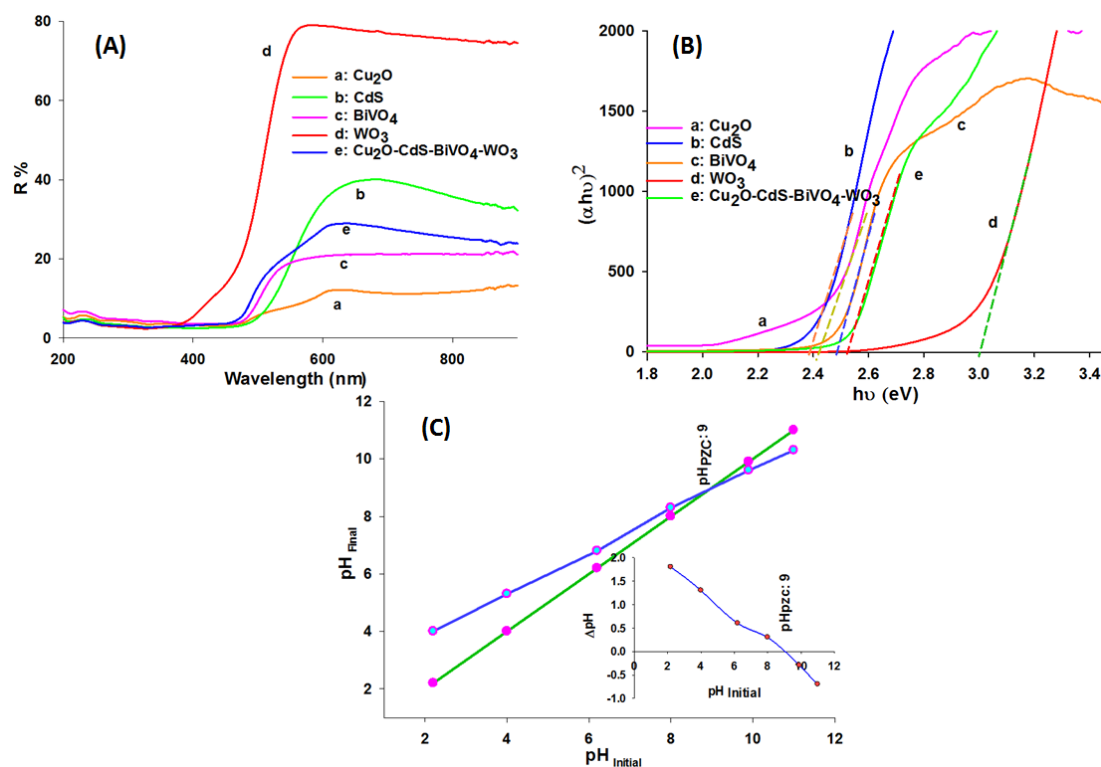 (A)
80
60
40
20
0
R %
200
400
600
800
Wavelength (nm)
d
a: Cu₂O
b: CdS
c: BiVO₄
d: WO₃
e: Cu₂O-CdS-BiVO₄-WO₃
b
e
c
a
(B)
2000
1500
1000
500
0
(αhυ)²
1.8
2.0
2.2
2.4
2.6
2.8
3.0
3.2
3.4
hυ (eV)
a: Cu₂O
b: CdS
c: BiVO₄
d: WO₃
e: Cu₂O-CdS-BiVO₄-WO₃
b
c
e
d
a
(C)
12
10
8
6
4
2
pH Final
2
4
6
8
10
12
pH Initial
pHPZC: 9
2.0
1.5
1.0
0.5
0.0
-0.5
-1.0
ΔpH
0
2
4
6
8
10
12
pH Initial
pHpzc: 9